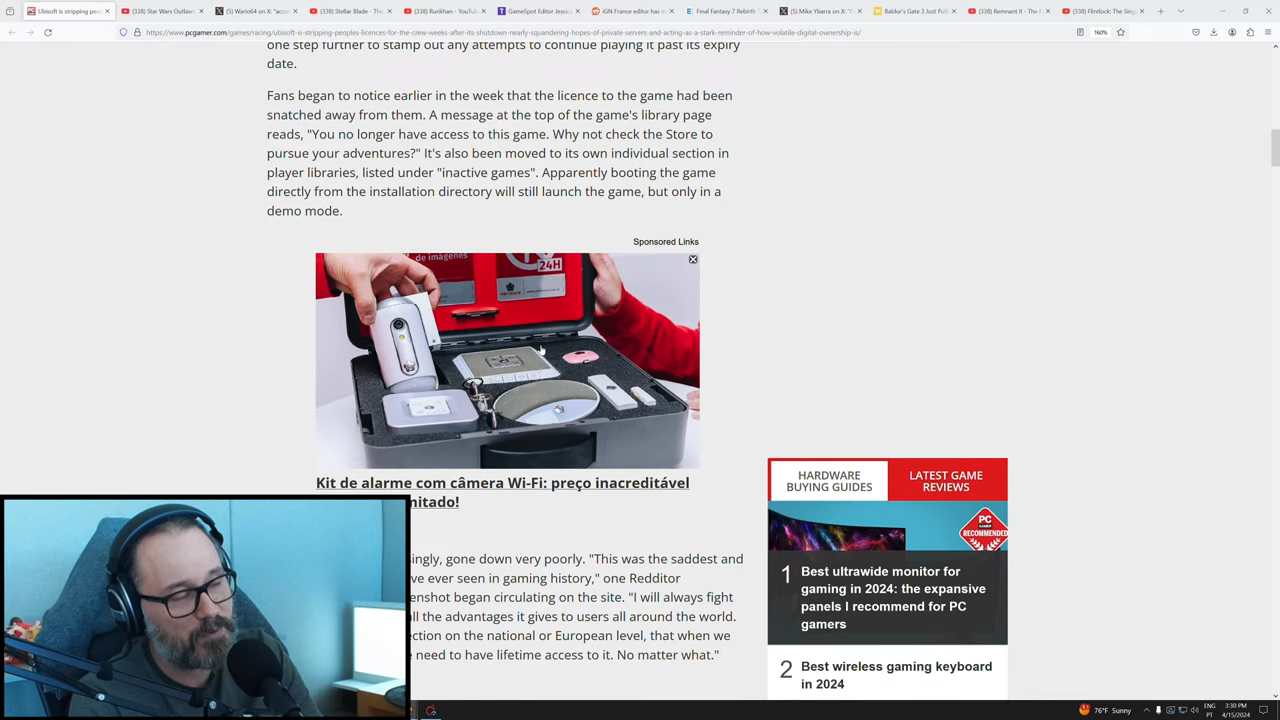 Ubisoft is stripping peop
(338) Star Wars Outlaw
(5) Wario64 on X: "accor
(338) Stellar Blade - The
(338) Rurikhan - YouTu
GameSpot Editor Jessic
iGN France editor has m
Final Fantasy 7 Rebirth
(5) Mike Ybarra on X: "
Baldur's Gate 3 Just Pull
(338) Remnant II - The
(338) Flintlock: The Sieg
https://www.pcgamer.com/games/racing/ubisoft-is-stripping-peoples-licences-for-the-crew-weeks-after-its-shutdown-nearly-squandering-hopes-of-private-servers-and-acting-as-a-stark-reminder-of-how-volatile-digital-ownership-is/
160%
one step further to stamp out any attempts to continue playing it past its expiry
date.
Fans began to notice earlier in the week that the licence to the game had been
snatched away from them. A message at the top of the game's library page
reads, "You no longer have access to this game. Why not check the Store to
pursue your adventures?" It's also been moved to its own individual section in
player libraries, listed under "inactive games". Apparently booting the game
directly from the installation directory will still launch the game, but only in a
demo mode.
Sponsored Links
de imágenes
24H
Kit de alarme com câmera Wi-Fi: preço inacreditável
mitado!
singly, gone down very poorly. "This was the saddest and
ve ever seen in gaming history," one Redditor
enshot began circulating on the site. "I will always fight
ll the advantages it gives to users all around the world.
ection on the national or European level, that when we
need to have lifetime access to it. No matter what."
HARDWARE
BUYING GUIDES
LATEST GAME
REVIEWS
PC
GAMER
RECOMMENDED
1
Best ultrawide monitor for
gaming in 2024: the expansive
panels I recommend for PC
gamers
2
Best wireless gaming keyboard
in 2024
76°F Sunny
ENG
PT
3:30 PM
4/15/2024